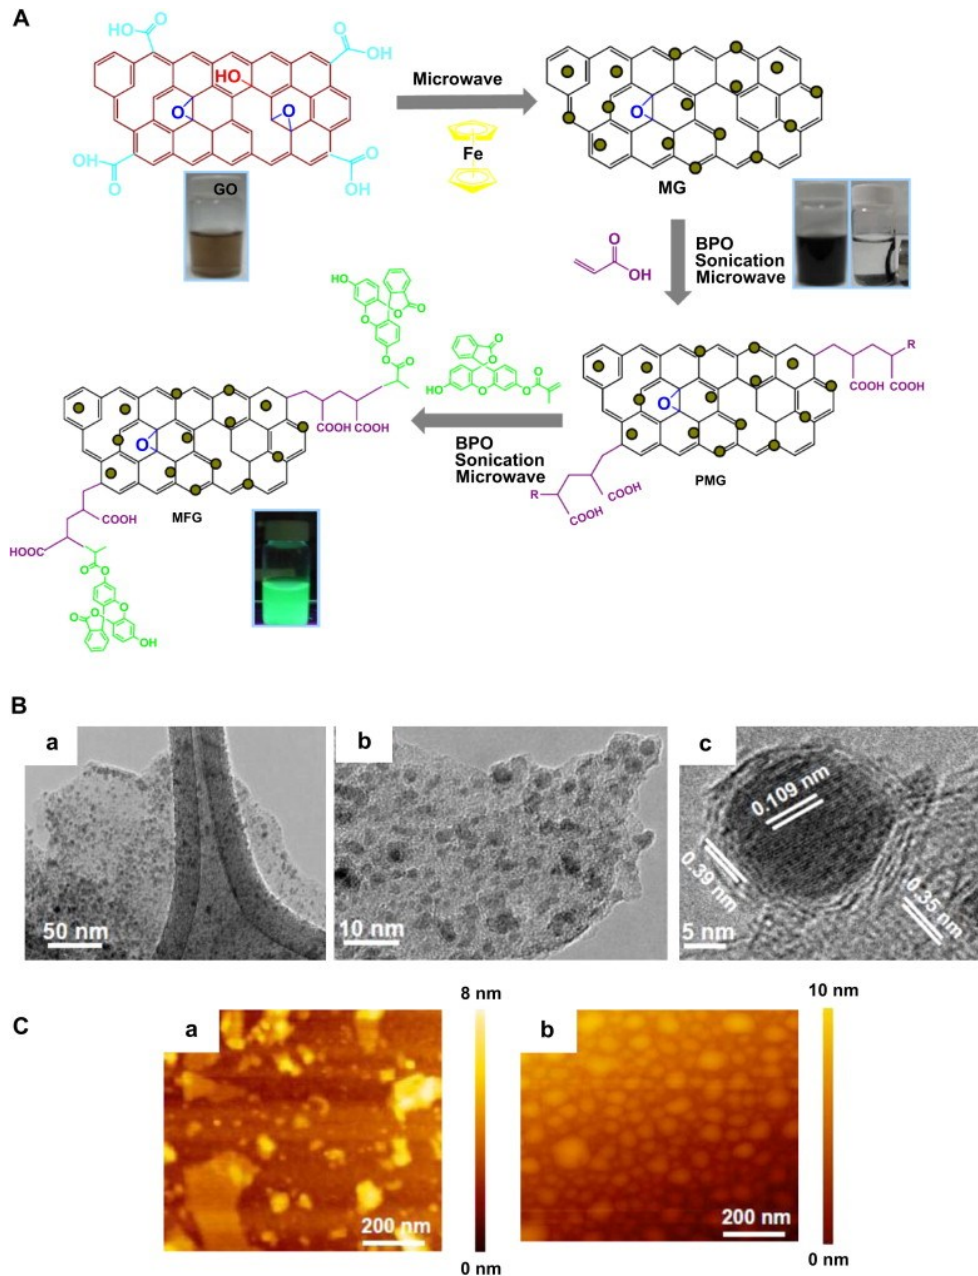 A
O
OH
HO
O
OH
O
O
OH
O
O
OH
GO
Microwave
Fe
O
MG
O
OH
BPO
Sonication
Microwave
HO
O
O
O
O
O
O
O
HO
O
O
O
R
COOH COOH
O
PMG
R
COOH
COOH
BPO
Sonication
Microwave
COOH COOH
O
MFG
COOH
HOOC
O
O
O
O
O
OH
B
a
50 nm
b
10 nm
c
0.109 nm
0.39 nm
0.35 nm
5 nm
C
8 nm
a
200 nm
0 nm
10 nm
b
200 nm
0 nm